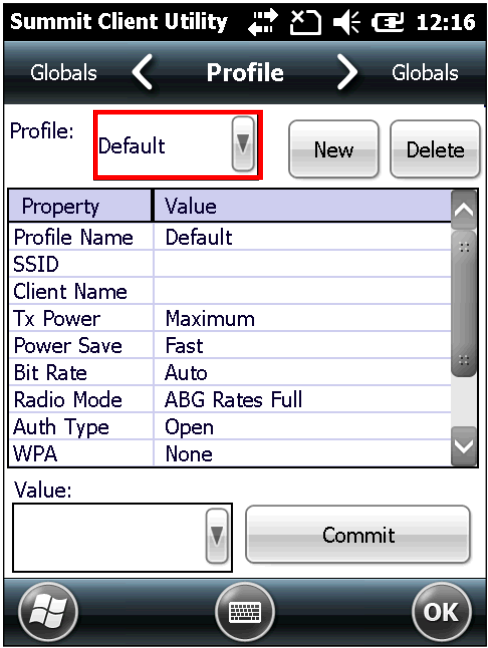 Summit Client Utility 12:16
Globals Profile Globals
Profile: Default New Delete
Property Value
Profile Name Default
SSID
Client Name
Tx Power Maximum
Power Save Fast
Bit Rate Auto
Radio Mode ABG Rates Full
Auth Type Open
WPA None
Value:
Commit
OK